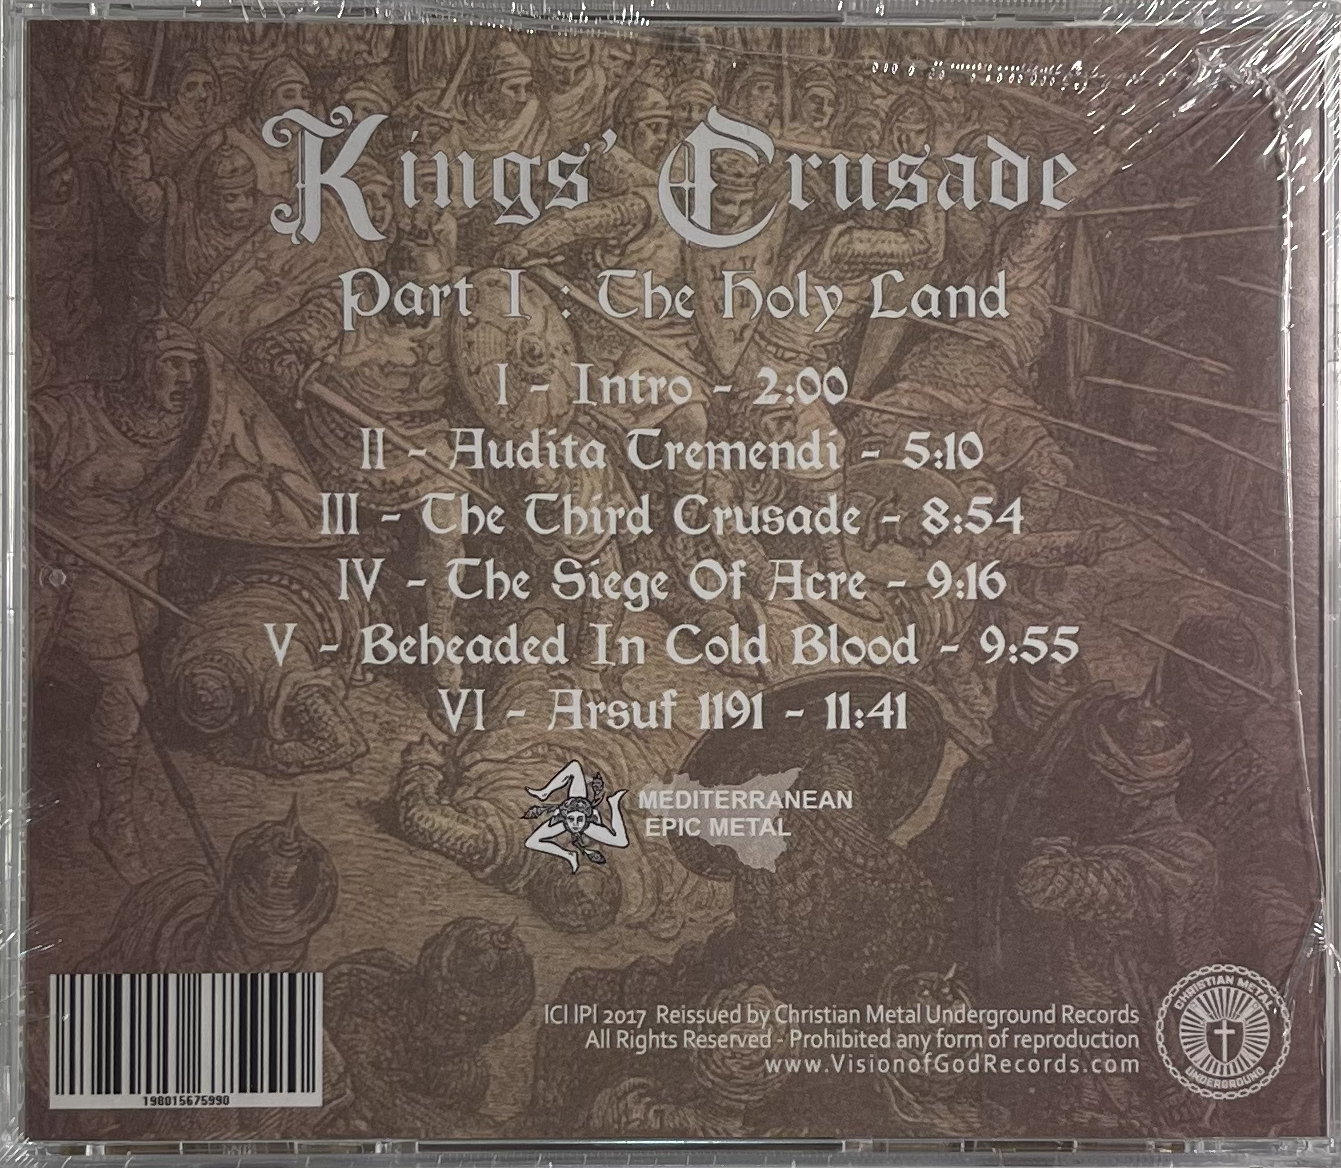 Kings' Crusade
Part I : The Holy Land
I - Intro - 2:00
II - Audita Tremendi - 5:10
III - The Third Crusade - 8:54
IV - The Siege Of Acre - 9:16
V - Beheaded In Cold Blood - 9:55
VI - Arsuf 1191 - 11:41
MEDITERRANEAN
EPIC METAL
|C| |P| 2017 Reissued by Christian Metal Underground Records
All Rights Reserved - Prohibited any form of reproduction
www.VisionofGodRecords.com
CHRISTIAN METAL
UNDERGROUND
198015675990